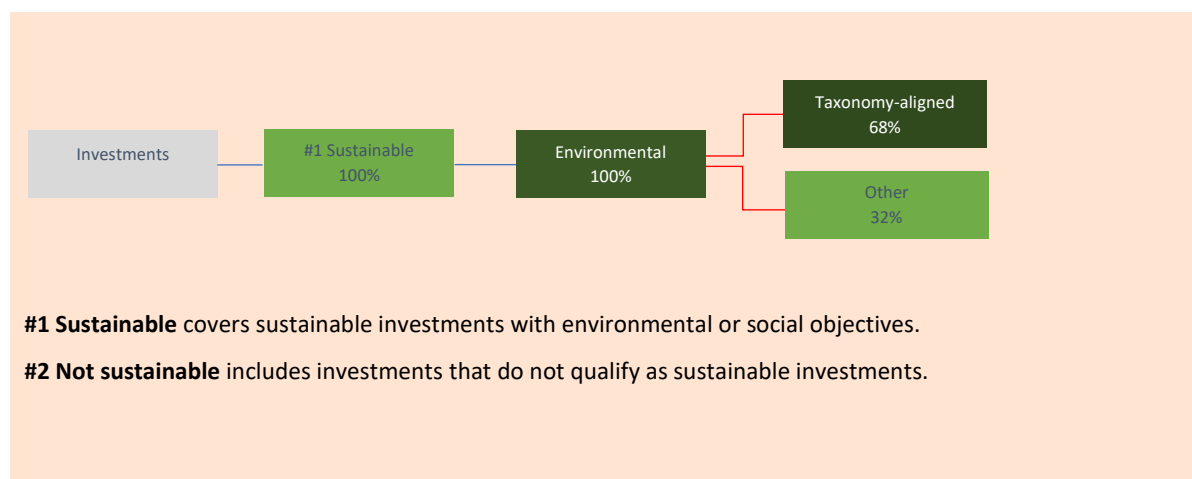 Investments
#1 Sustainable
100%
Environmental
100%
Taxonomy-aligned
68%
Other
32%
#1 Sustainable covers sustainable investments with environmental or social objectives.
#2 Not sustainable includes investments that do not qualify as sustainable investments.